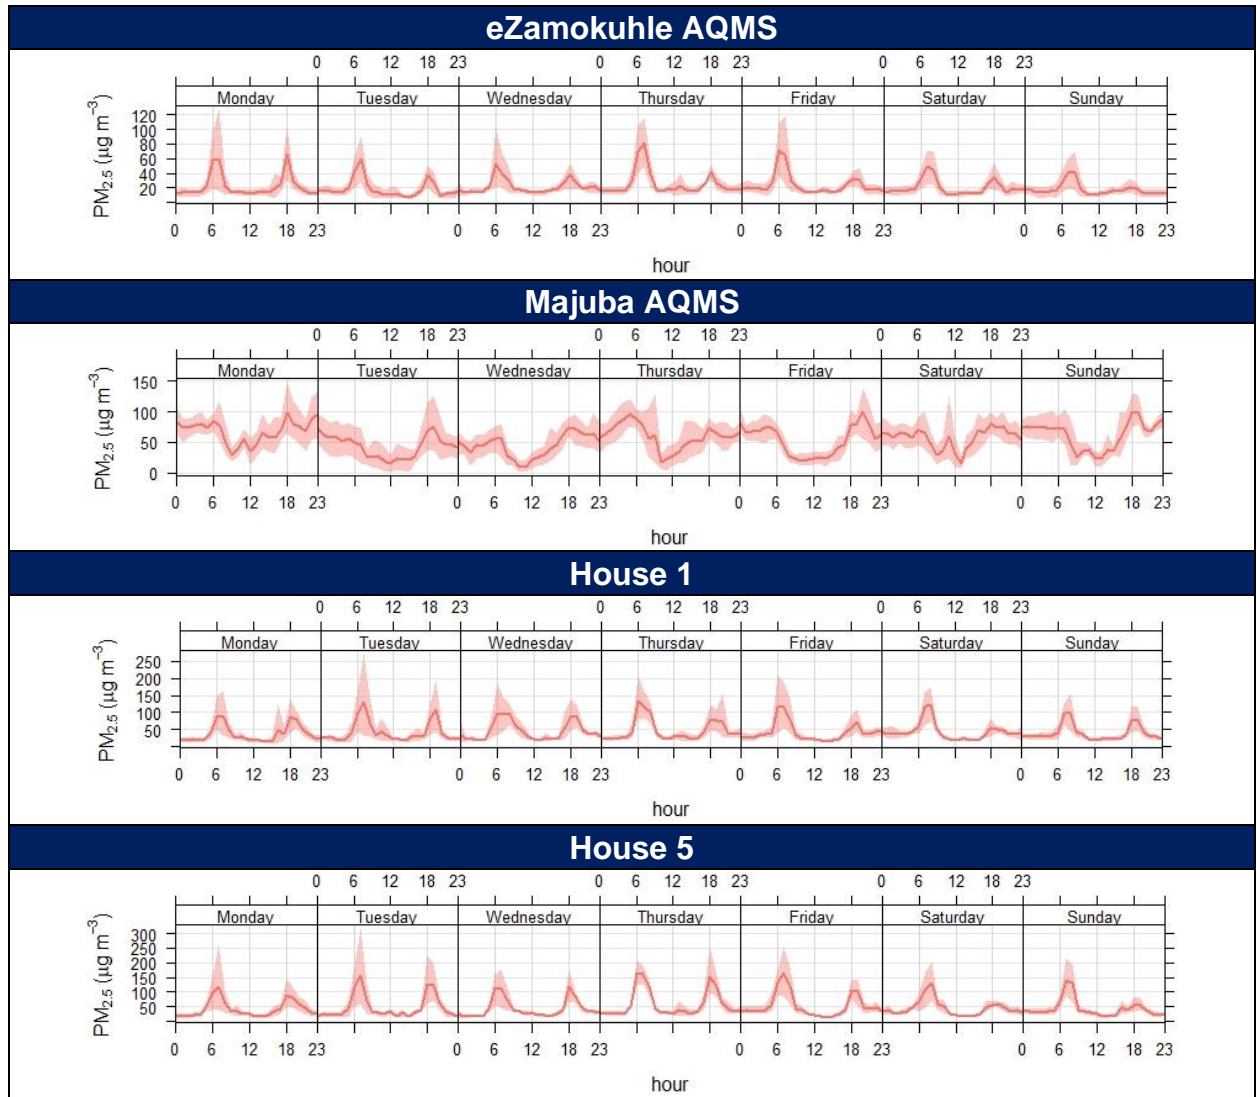 eZamokuhle AQMS
0 6 12 18 23 0 6 12 18 23 0 6 12 18 23
Monday Tuesday Wednesday Thursday Friday Saturday Sunday
PM2.5 (µg m−3)
120
100
80
60
40
20
0 6 12 18 23 0 6 12 18 23 0 6 12 18 23 0 6 12 18 23
hour
Majuba AQMS
0 6 12 18 23 0 6 12 18 23 0 6 12 18 23
Monday Tuesday Wednesday Thursday Friday Saturday Sunday
PM2.5 (µg m−3)
150
100
50
0
0 6 12 18 23 0 6 12 18 23 0 6 12 18 23 0 6 12 18 23
hour
House 1
0 6 12 18 23 0 6 12 18 23 0 6 12 18 23
Monday Tuesday Wednesday Thursday Friday Saturday Sunday
PM2.5 (µg m−3)
250
200
150
100
50
0 6 12 18 23 0 6 12 18 23 0 6 12 18 23 0 6 12 18 23
hour
House 5
0 6 12 18 23 0 6 12 18 23 0 6 12 18 23
Monday Tuesday Wednesday Thursday Friday Saturday Sunday
PM2.5 (µg m−3)
300
250
200
150
100
50
0 6 12 18 23 0 6 12 18 23 0 6 12 18 23 0 6 12 18 23
hour